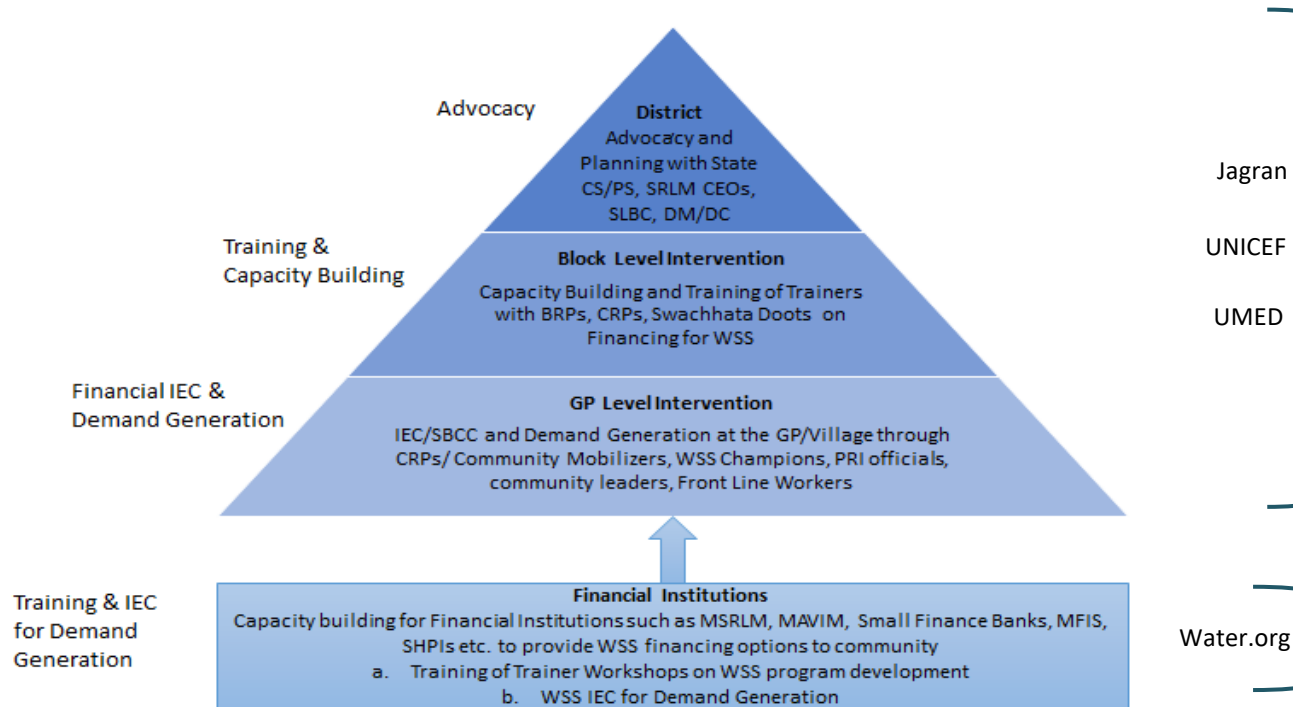 Advocacy
District
Advocacy and
Planning with State
CS/PS, SRLM CEOs,
SLBC, DM/DC
Jagran
Training &
Capacity Building
Block Level Intervention
Capacity Building and Training of Trainers
with BRPs, CRPs, Swachhata Doots on
Financing for WSS
UNICEF
UMED
Financial IEC &
Demand Generation
GP Level Intervention
IEC/SBCC and Demand Generation at the GP/Village through
CRPs/ Community Mobilizers, WSS Champions, PRI officials,
community leaders, Front Line Workers
Training & IEC
for Demand
Generation
Financial Institutions
Capacity building for Financial Institutions such as MSRLM, MAVIM, Small Finance Banks, MFIS,
SHPIs etc. to provide WSS financing options to community
a. Training of Trainer Workshops on WSS program development
b. WSS IEC for Demand Generation
Water.org